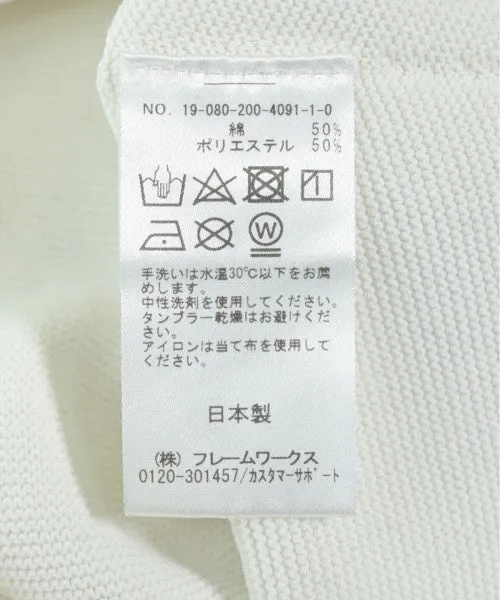 NO. 19-080-200-4091-1-0
綿 50%
ポリエステル 50%
W
手洗いは水温30℃以下をお薦
めします。
中性洗剤を使用してください。
タンブラー乾燥はお避けくだ
さい。
アイロンは当て布を使用して
ください。
日本製
(株) フレームワークス
0120-301457/カスタマーサポート